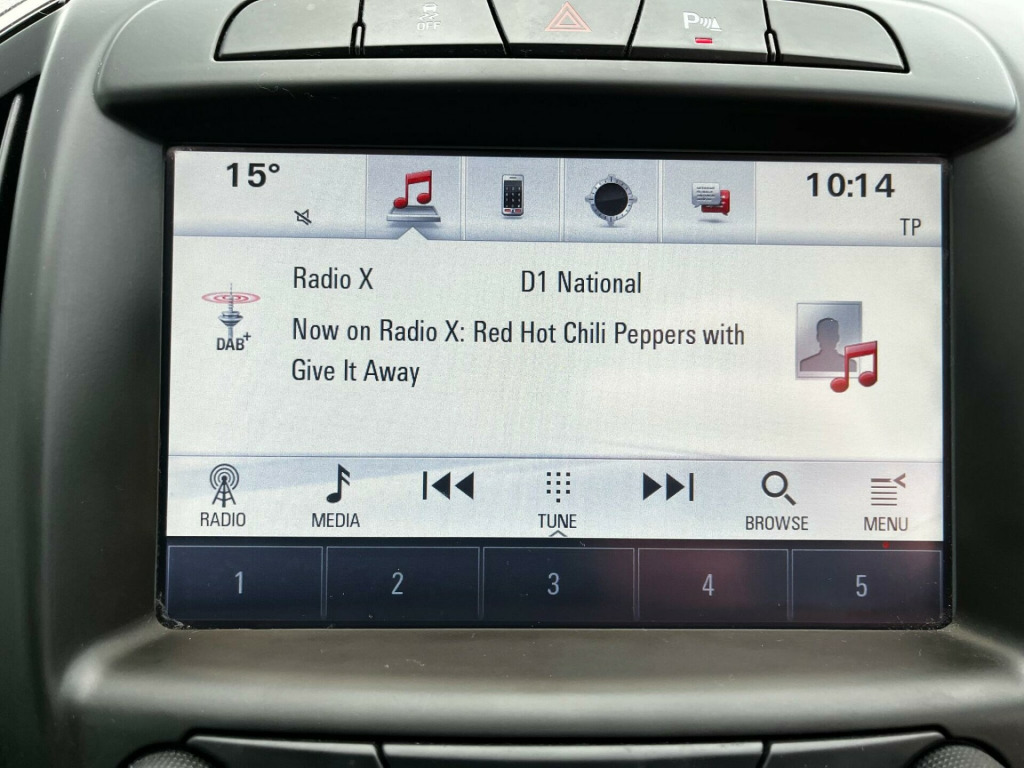 OFF
P
15°
10:14
TP
Radio X D1 National
DAB+
Now on Radio X: Red Hot Chili Peppers with
Give It Away
RADIO MEDIA TUNE BROWSE MENU
1 2 3 4 5